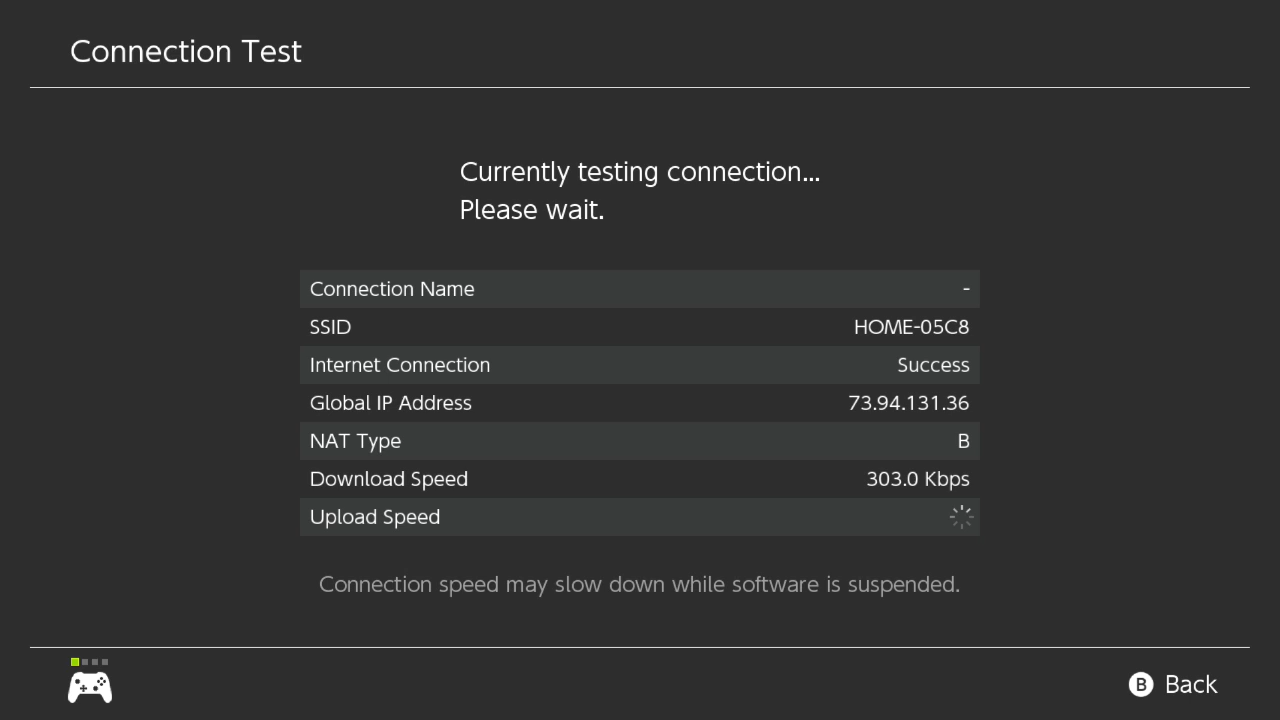 Connection Test
Currently testing connection...
Please wait.
Connection Name -
SSID HOME-05C8
Internet Connection Success
Global IP Address 73.94.131.36
NAT Type B
Download Speed 303.0 Kbps
Upload Speed
Connection speed may slow down while software is suspended.
B Back